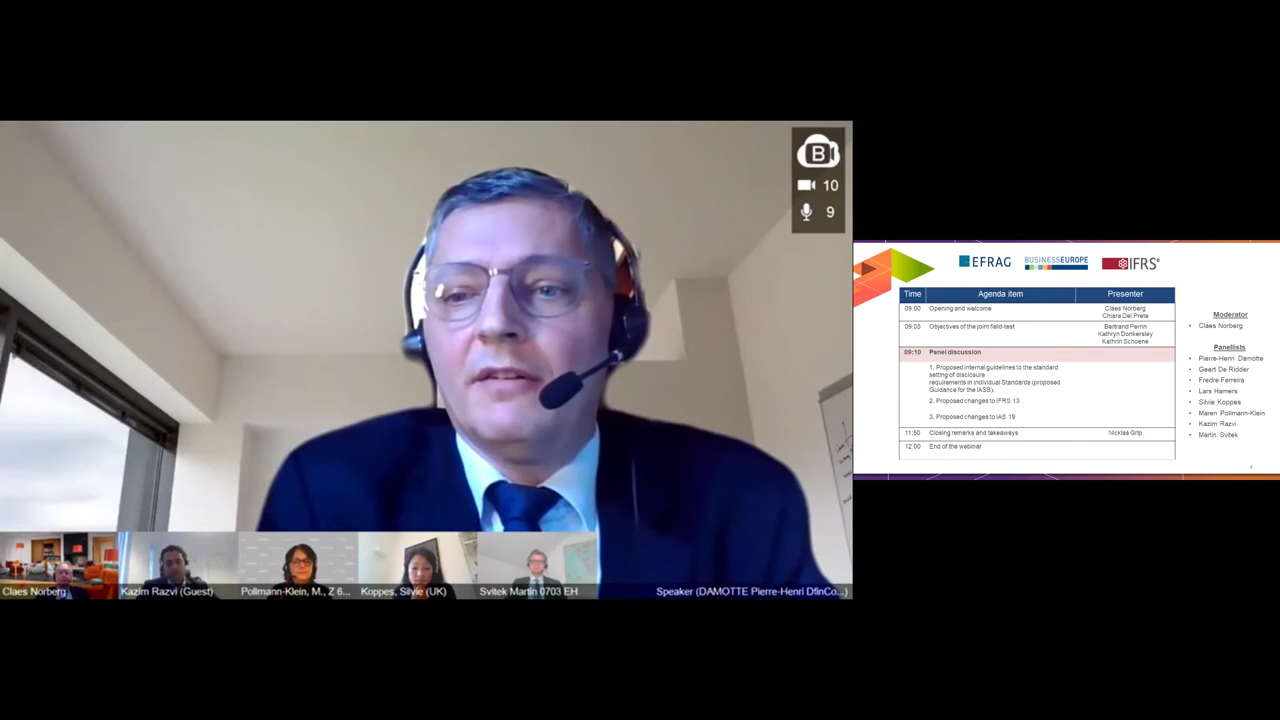 B
10
9
Claes Norberg
Kazim Razvi (Guest)
Pollmann-Klein, M., Z 6...
Koppes, Silvie (UK)
Svitek Martin 0703 EH
Speaker (DAMOTTE Pierre-Henri DfinCo...)
EFRAG
BUSINESSEUROPE
IFRS®
Time Agenda item Presenter
09:00 Opening and welcome Claes Norberg
Chiara Del Prete
09:05 Objectives of the joint field-test Bertrand Perrin
Kathryn Donkersley
Kathrin Schoene
09:10 Panel discussion
1. Proposed internal guidelines to the standard
setting of disclosure
requirements in individual Standards (proposed
Guidance for the IASB).
2. Proposed changes to IFRS 13
3. Proposed changes to IAS 19
11:50 Closing remarks and takeaways Nicklas Grip
12:00 End of the webinar
Moderator
• Claes Norberg
Panellists
• Pierre-Henri Damotte
• Geert De Ridder
• Fredre Ferreira
• Lars Hamers
• Silvie Koppes
• Maren Pollmann-Klein
• Kazim Razvi
• Martin Svitek